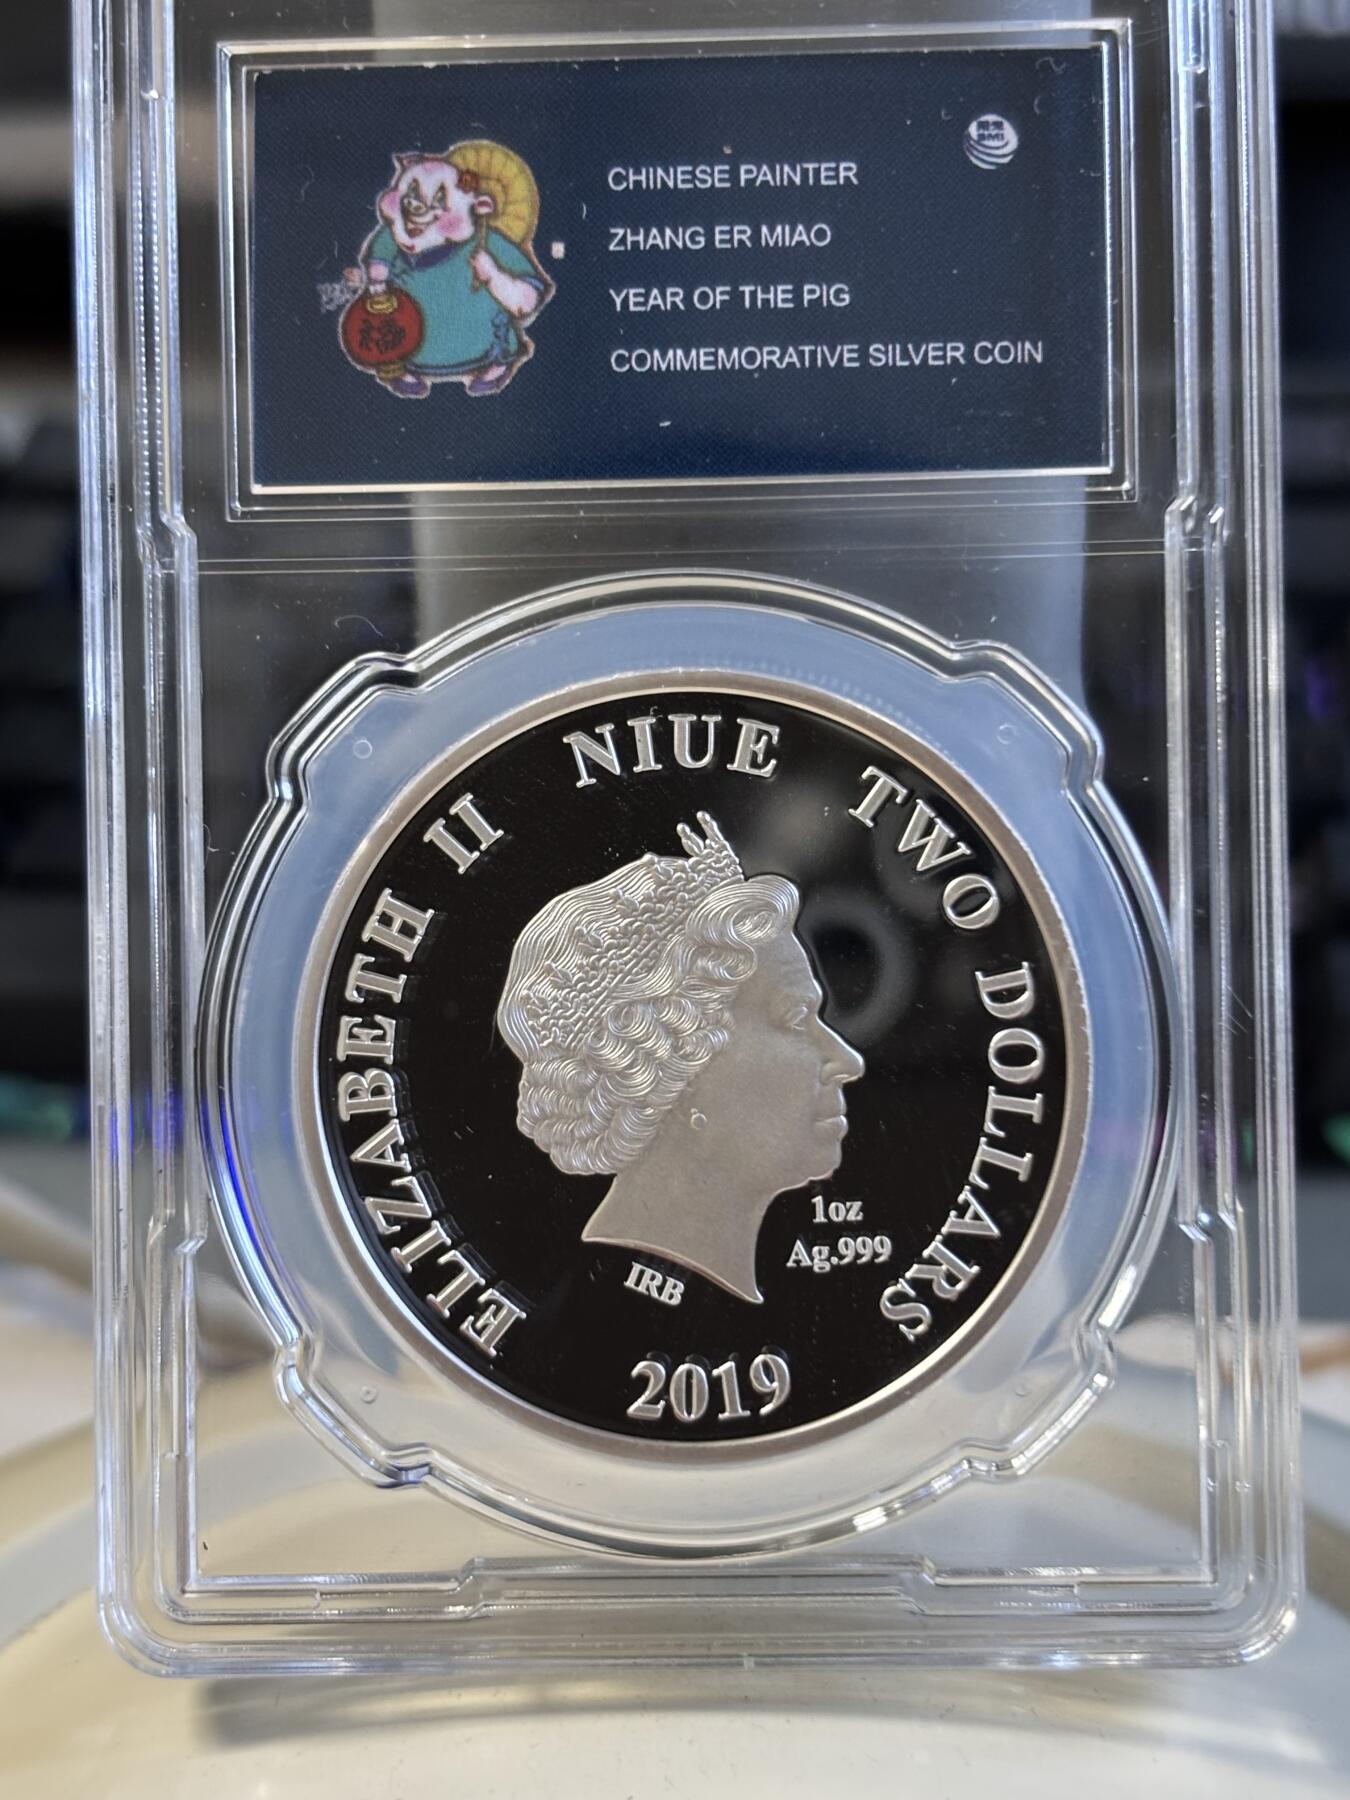 CHINESE PAINTER
ZHANG ER MIAO
YEAR OF THE PIG
COMMEMORATIVE SILVER COIN
福
ELIZABETH II NIUE TWO DOLLARS
1oz
Ag.999
IRB
2019